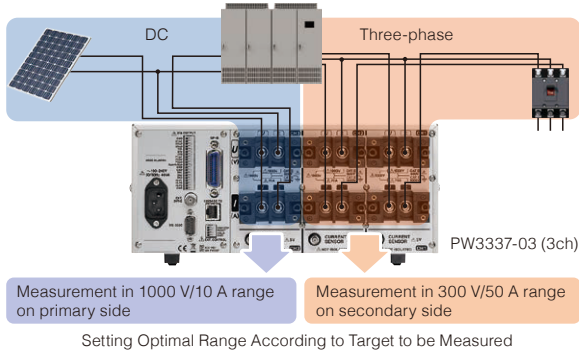 DC
Three-phase
PW3337-03 (3ch)
CURRENT
SENSOR
CURRENT
SENSOR
Measurement in 1000 V/10 A range
on primary side
Measurement in 300 V/50 A range
on secondary side
Setting Optimal Range According to Target to be Measured